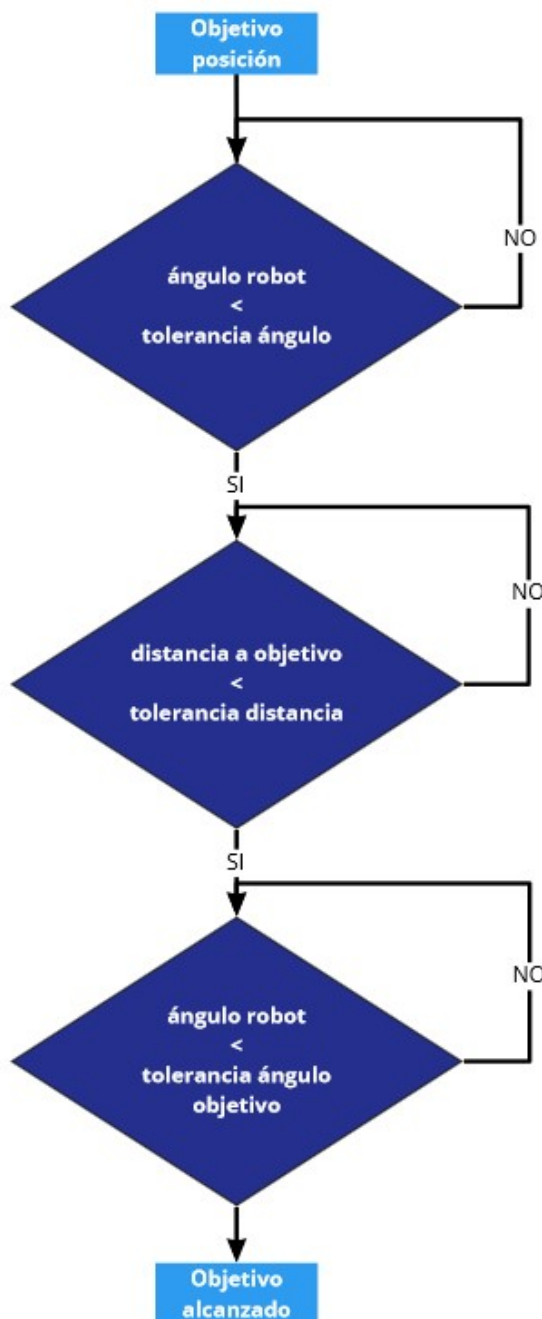 Objetivo
posición
NO
ángulo robot
<
tolerancia ángulo
SI
NO
distancia a objetivo
<
tolerancia distancia
SI
NO
ángulo robot
<
tolerancia ángulo
objetivo
Objetivo
alcanzado